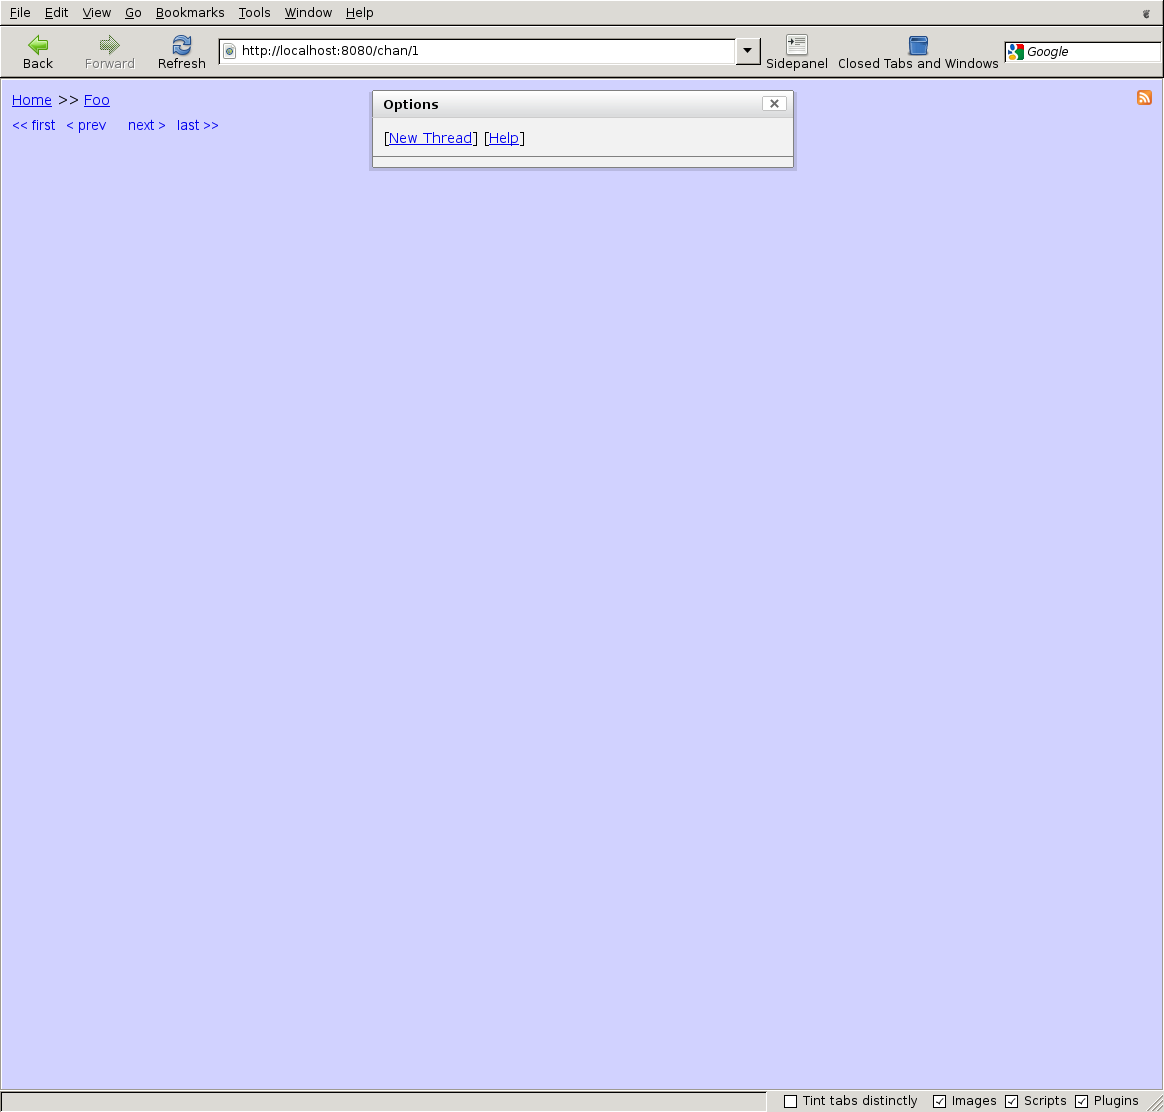 File Edit View Go Bookmarks Tools Window Help
Back Forward Refresh http://localhost:8080/chan/1 Sidepanel Closed Tabs and Windows Google
Home >> Foo
<< first < prev next > last >>
Options
[New Thread] [Help]
Tint tabs distinctly Images Scripts Plugins